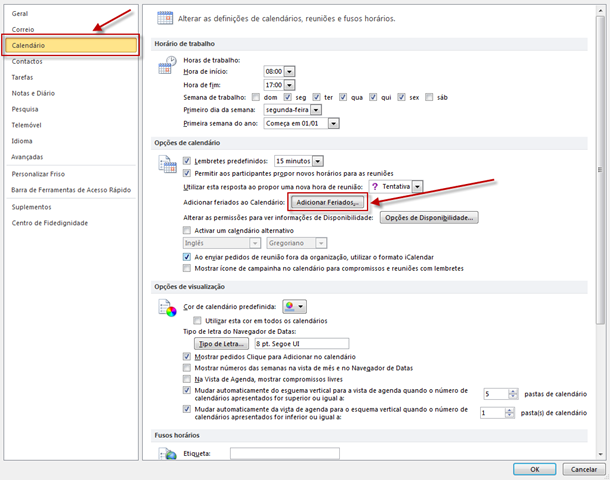 Geral
Correio
Calendário
Contactos
Tarefas
Notas e Diário
Pesquisa
Telemóvel
Idioma
Avançadas
Personalizar Friso
Barra de Ferramentas de Acesso Rápido
Suplementos
Centro de Fidedignidade
Alterar as definições de calendários, reuniões e fusos horários.
Horário de trabalho
Horas de trabalho:
Hora de início: 08:00
Hora de fim: 17:00
Semana de trabalho: dom seg ter qua qui sex sáb
Primeiro dia da semana: segunda-feira
Primeira semana do ano: Começa em 01/01
Opções de calendário
Lembretes predefinidos: 15 minutos
Permitir aos participantes propor novos horários para as reuniões
Utilizar esta resposta ao propor uma nova hora de reunião: ? Tentativa
Adicionar feriados ao Calendário: Adicionar Feriados...
Alterar as permissões para ver informações de Disponibilidade: Opções de Disponibilidade...
Activar um calendário alternativo
Inglês Gregoriano
Ao enviar pedidos de reunião fora da organização, utilizar o formato iCalendar
Mostrar ícone de campainha no calendário para compromissos e reuniões com lembretes
Opções de visualização
Cor de calendário predefinida:
Utilizar esta cor em todos os calendários
Tipo de letra do Navegador de Datas:
Tipo de Letra... 8 pt. Segoe UI
Mostrar pedidos Clique para Adicionar no calendário
Mostrar números das semanas na vista de mês e no Navegador de Datas
Na Vista de Agenda, mostrar compromissos livres
Mudar automaticamente do esquema vertical para a vista de agenda quando o número de calendários apresentados for superior ou igual a: 5 pastas de calendário
Mudar automaticamente da vista de agenda para o esquema vertical quando o número de calendários apresentados for inferior ou igual a: 1 pasta(s) de calendário
Fusos horários
Etiqueta:
OK Cancelar